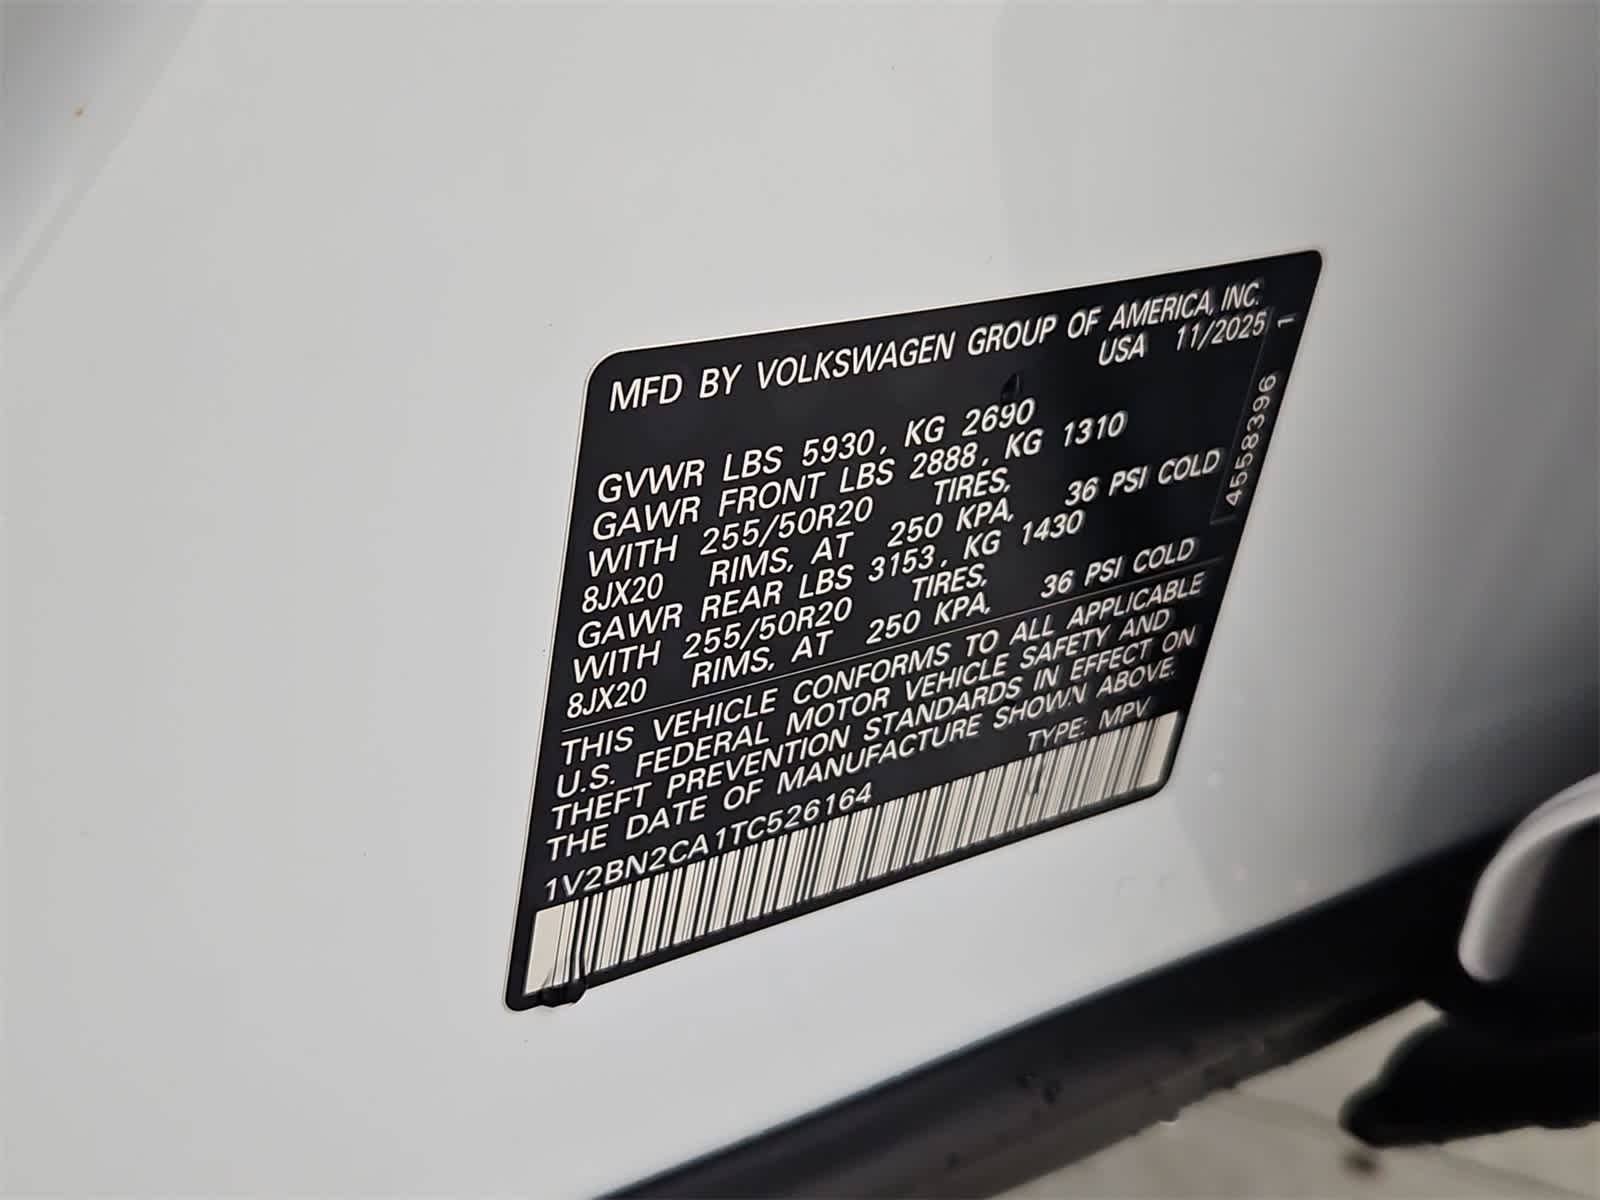 MFD BY VOLKSWAGEN GROUP OF AMERICA, INC.
USA 11/2025 1
GVWR LBS 5930, KG 2690
GAWR FRONT LBS 2888, KG 1310
WITH 255/50R20 TIRES,
8JX20 RIMS, AT 250 KPA, 36 PSI COLD
GAWR REAR LBS 3153, KG 1430
WITH 255/50R20 TIRES,
8JX20 RIMS, AT 250 KPA, 36 PSI COLD
4558396
THIS VEHICLE CONFORMS TO ALL APPLICABLE
U.S. FEDERAL MOTOR VEHICLE SAFETY AND
THEFT PREVENTION STANDARDS IN EFFECT ON
THE DATE OF MANUFACTURE SHOWN ABOVE.
TYPE: MPV
1V2BN2CA1TC526164